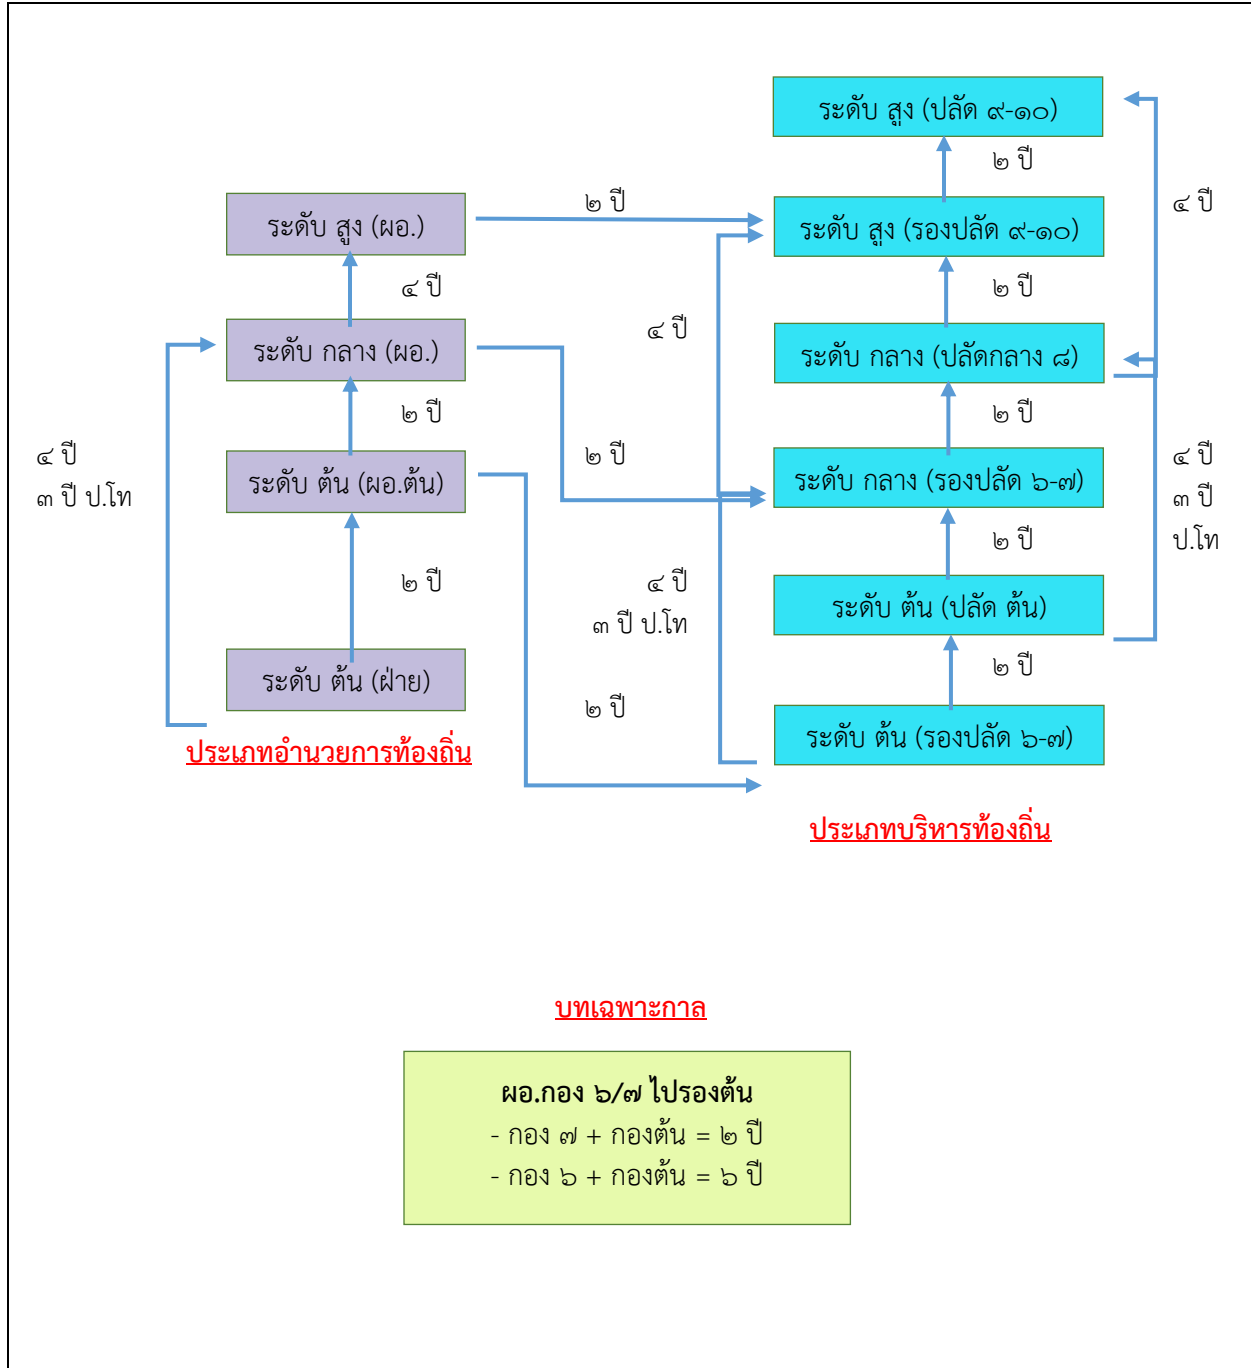 ระดับ สูง (ปลัด ๙-๑๐)
๒ ปี
๔ ปี
ระดับ สูง (ผอ.)
๒ ปี
ระดับ สูง (รองปลัด ๙-๑๐)
๔ ปี
๒ ปี
๔ ปี
ระดับ กลาง (ผอ.)
ระดับ กลาง (ปลัดกลาง ๘)
๒ ปี
๒ ปี
๔ ปี
๓ ปี ป.โท
ระดับ ต้น (ผอ.ต้น)
๒ ปี
ระดับ กลาง (รองปลัด ๖-๗)
๔ ปี
๓ ปี
ป.โท
๒ ปี
๒ ปี
๔ ปี
๓ ปี ป.โท
ระดับ ต้น (ปลัด ต้น)
ระดับ ต้น (ฝ่าย)
๒ ปี
๒ ปี
ระดับ ต้น (รองปลัด ๖-๗)
ประเภทอำนวยการท้องถิ่น
ประเภทบริหารท้องถิ่น
บทเฉพาะกาล
ผอ.กอง ๖/๗ ไปรองต้น
- กอง ๗ + กองต้น = ๒ ปี
- กอง ๖ + กองต้น = ๖ ปี